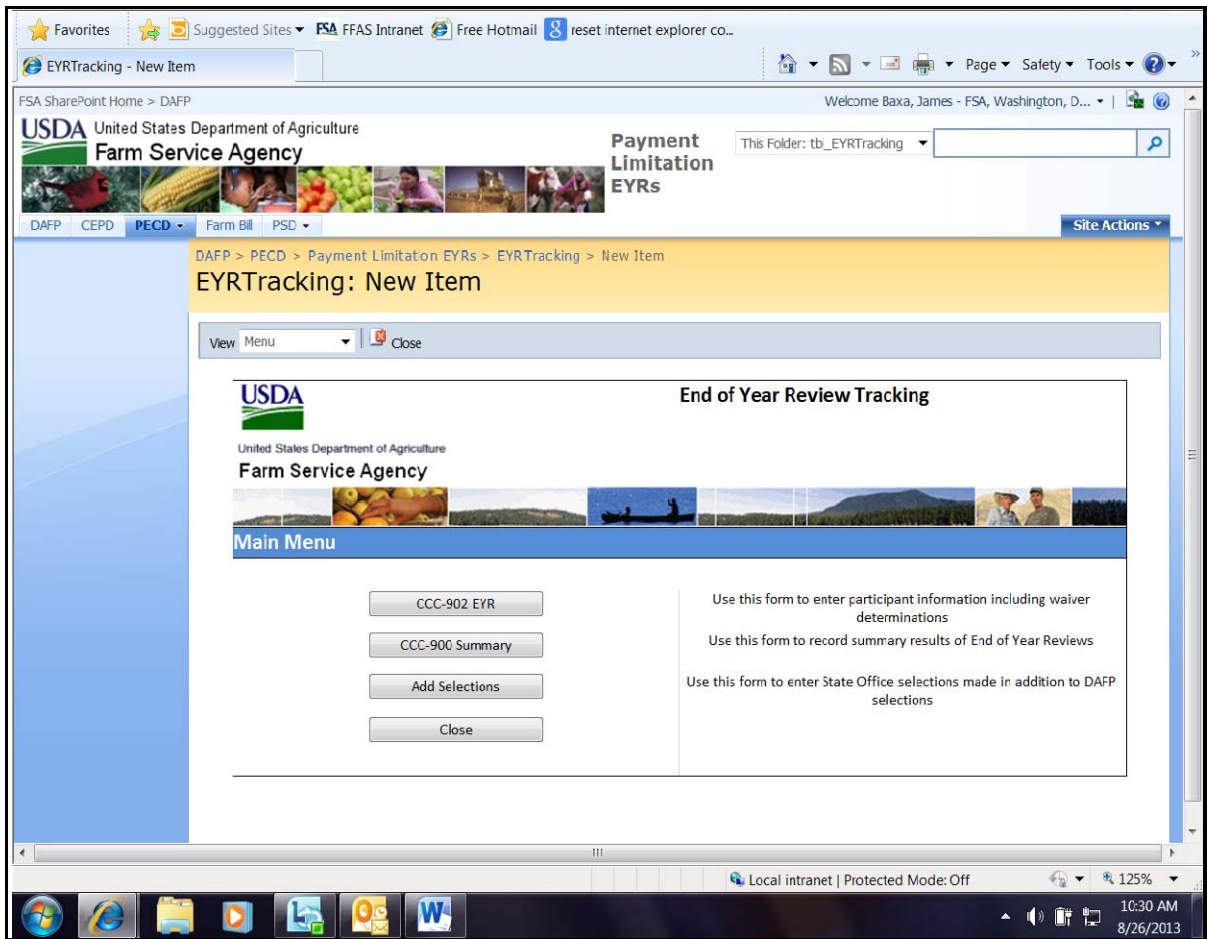 Favorites Suggested Sites FSA FFAS Intranet Free Hotmail 8 reset internet explorer co...
EYRTracking - New Item
Page Safety Tools
FSA SharePoint Home > DAFP
Welcome Baxa, James - FSA, Washington, D...
USDA United States Department of Agriculture
Farm Service Agency
Payment
Limitation
EYRs
This Folder: tbl_EYRTracking
DAFP CEPD PECD Farm Bill PSD
Site Actions
DAFP > PECD > Payment Limitation EYRs > EYRTracking > New Item
EYRTracking: New Item
View Menu Close
USDA
End of Year Review Tracking
United States Department of Agriculture
Farm Service Agency
Main Menu
CCC-902 EYR
Use this form to enter participant information including waiver
determinations
CCC-900 Summary
Use this form to record summary results of End of Year Reviews
Add Selections
Use this form to enter State Office selections made in addition to DAFP
selections
Close
Local intranet | Protected Mode: Off
125%
10:30 AM
8/26/2013